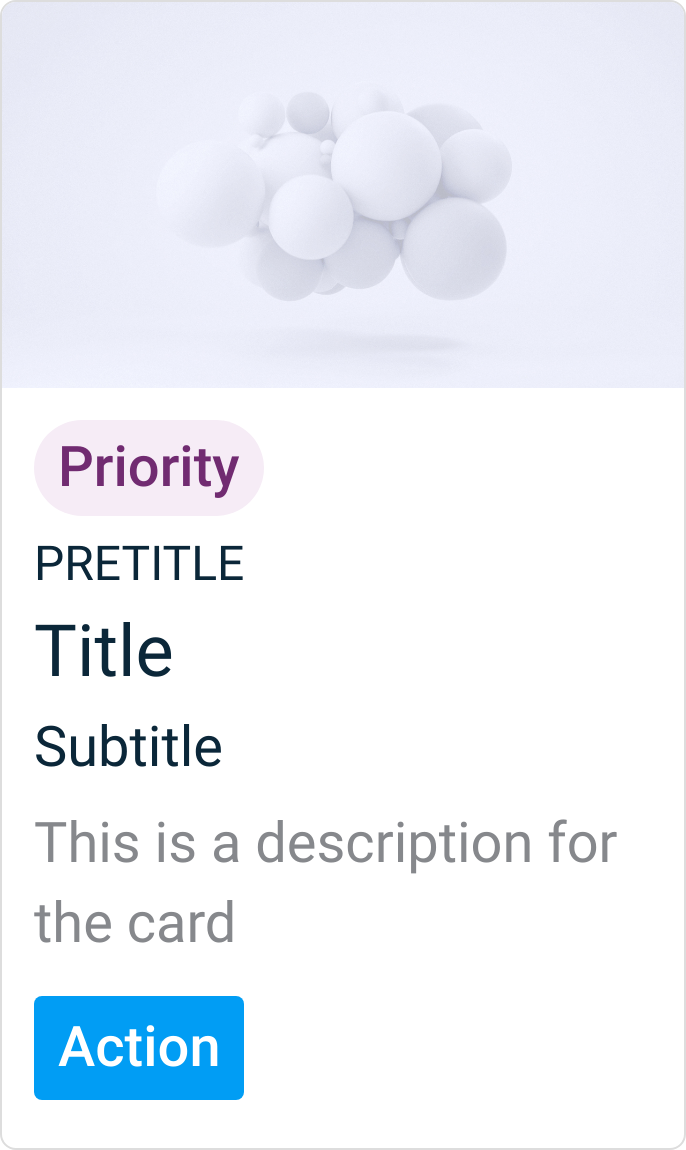 Priority
PRETITLE
Title
Subtitle
This is a description for
the card
Action